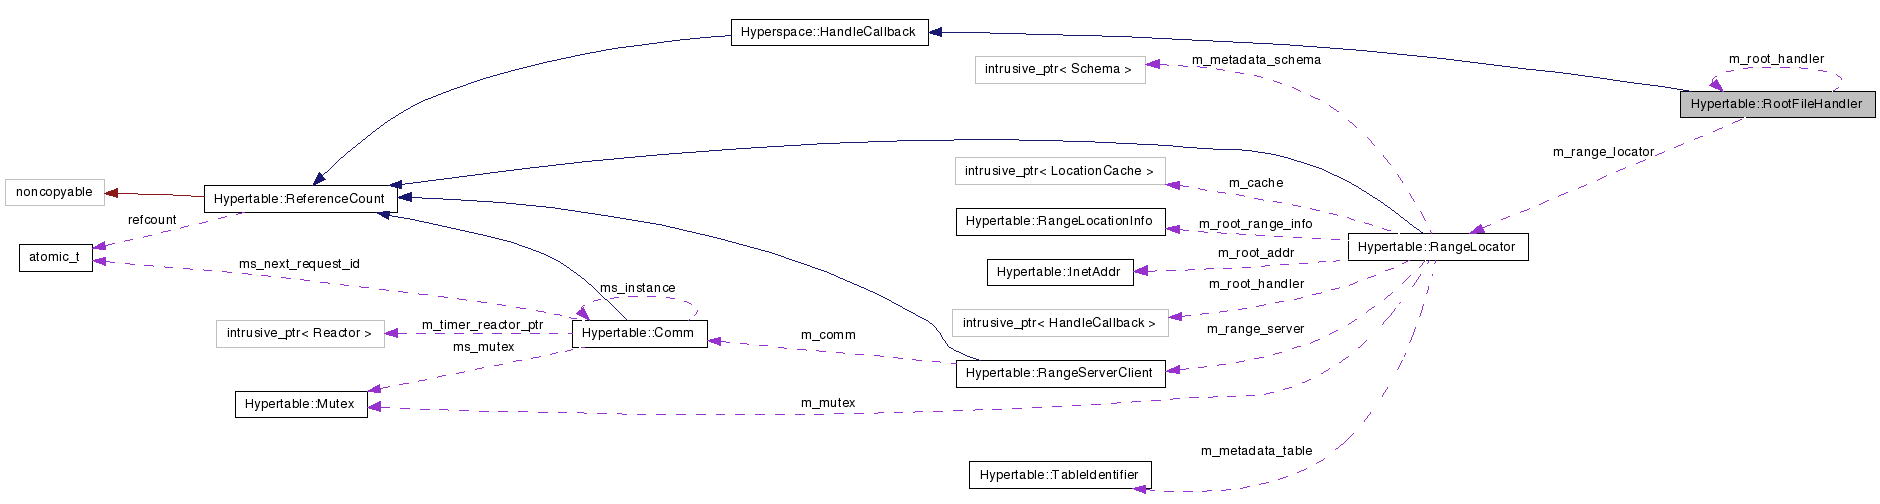 Hyperspace::HandleCallback
m_metadata_schema
m_root_handler
intrusive_ptr< Schema >
Hypertable::RootFileHandler
m_range_locator
intrusive_ptr< LocationCache >
m_cache
noncopyable
Hypertable::ReferenceCount
refcount
Hypertable::RangeLocationInfo
m_root_range_info
Hypertable::RangeLocator
atomic_t
ms_next_request_id
m_root_addr
Hypertable::InetAddr
ms_instance
m_root_handler
intrusive_ptr< HandleCallback >
m_timer_reactor_ptr
intrusive_ptr< Reactor >
Hypertable::Comm
m_range_server
m_comm
ms_mutex
Hypertable::RangeServerClient
Hypertable::Mutex
m_mutex
m_metadata_table
Hypertable::TableIdentifier